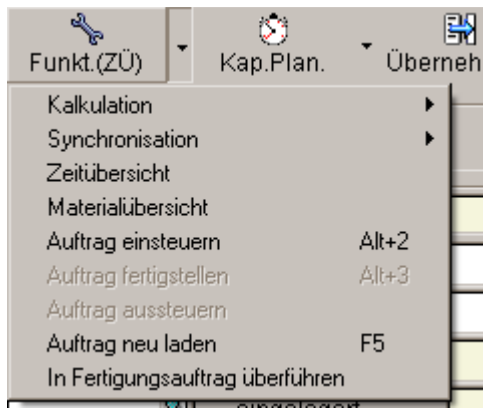 Funkt.(ZÜ) Kap.Plan. Überneh
Kalkulation
Synchronisation
Zeitübersicht
Materialübersicht
Auftrag einsteuern Alt+2
Auftrag fertigstellen Alt+3
Auftrag aussteuern
Auftrag neu laden F5
In Fertigungsauftrag überführen
eingelagert